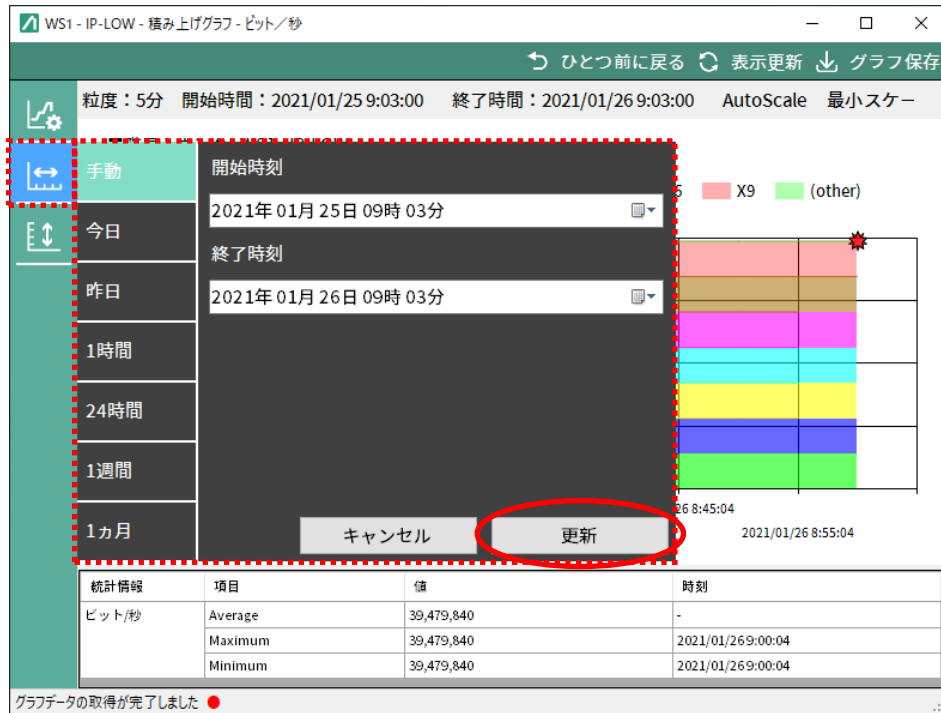 WS1 - IP-LOW - 積み上げグラフ - ビット／秒
ひとつ前に戻る 表示更新 グラフ保存
粒度：5分 開始時間：2021/01/25 9:03:00 終了時間：2021/01/26 9:03:00 AutoScale 最小スケー
手動
開始時刻
X9 (other)
2021年 01月 25日 09時 03分
今日
終了時刻
昨日
2021年 01月 26日 09時 03分
1時間
24時間
1週間
26 8:45:04
1ヵ月
キャンセル 更新
2021/01/26 8:55:04
統計情報 項目 値 時刻
ビット/秒 Average 39,479,840 -
Maximum 39,479,840 2021/01/26 9:00:04
Minimum 39,479,840 2021/01/26 9:00:04
グラフデータの取得が完了しました